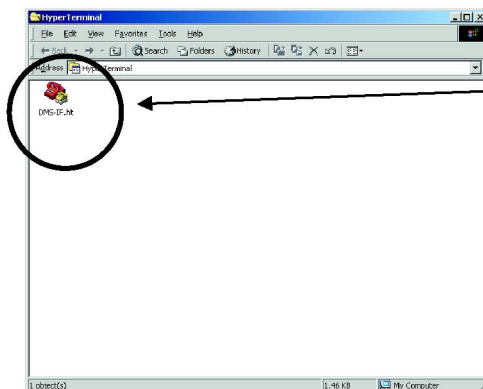 HyperTerminal
File Edit View Favorites Tools Help
Back Search Folders History
Address HyperTerminal
DMS-IF.ht
1 object(s) 1.46 KB My Computer